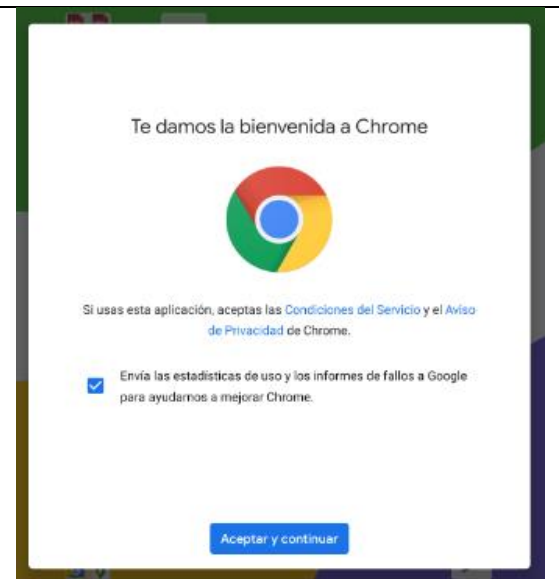 Te damos la bienvenida a Chrome
Si usas esta aplicación, aceptas las Condiciones del Servicio y el Aviso
de Privacidad de Chrome.
Envía las estadísticas de uso y los informes de fallos a Google
para ayudarnos a mejorar Chrome.
Aceptar y continuar